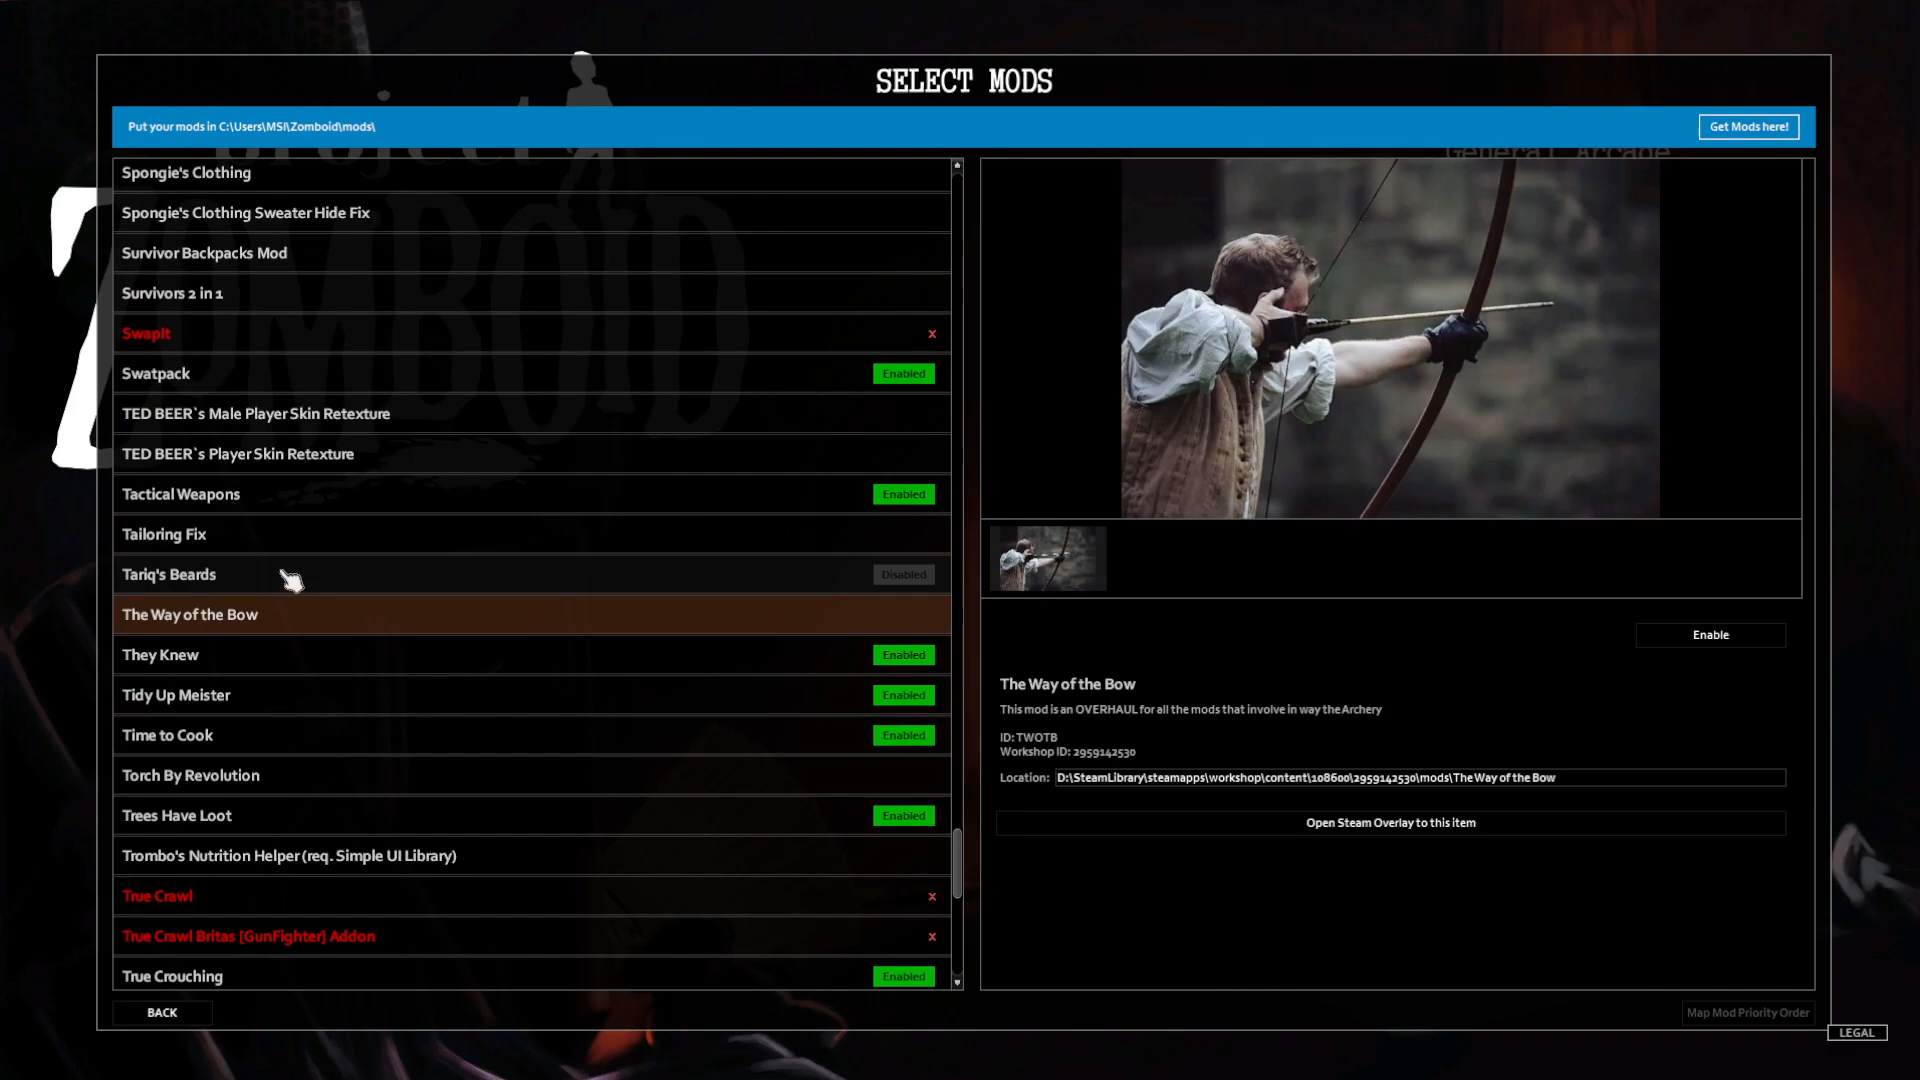 SELECT MODS
Put your mods in C:\Users\MSI\Zomboid\mods\
Get Mods here!
project
General Arcade
ZOMBOID
Spongie's Clothing
Spongie's Clothing Sweater Hide Fix
Survivor Backpacks Mod
Survivors 2 in 1
SwapIt
x
Swatpack
Enabled
TED BEER`s Male Player Skin Retexture
TED BEER`s Player Skin Retexture
Tactical Weapons
Enabled
Tailoring Fix
Tariq's Beards
Disabled
The Way of the Bow
They Knew
Enabled
Tidy Up Meister
Enabled
Time to Cook
Enabled
Torch By Revolution
Trees Have Loot
Enabled
Trombo's Nutrition Helper (req. Simple UI Library)
True Crawl
x
True Crawl Britas [GunFighter] Addon
x
True Crouching
Enabled
Enable
The Way of the Bow
This mod is an OVERHAUL for all the mods that involve in way the Archery
ID: TWOTB
Workshop ID: 2959142530
Location: D:\SteamLibrary\steamapps\workshop\content\108600\2959142530\mods\The Way of the Bow
Open Steam Overlay to this item
BACK
Map Mod Priority Order
LEGAL